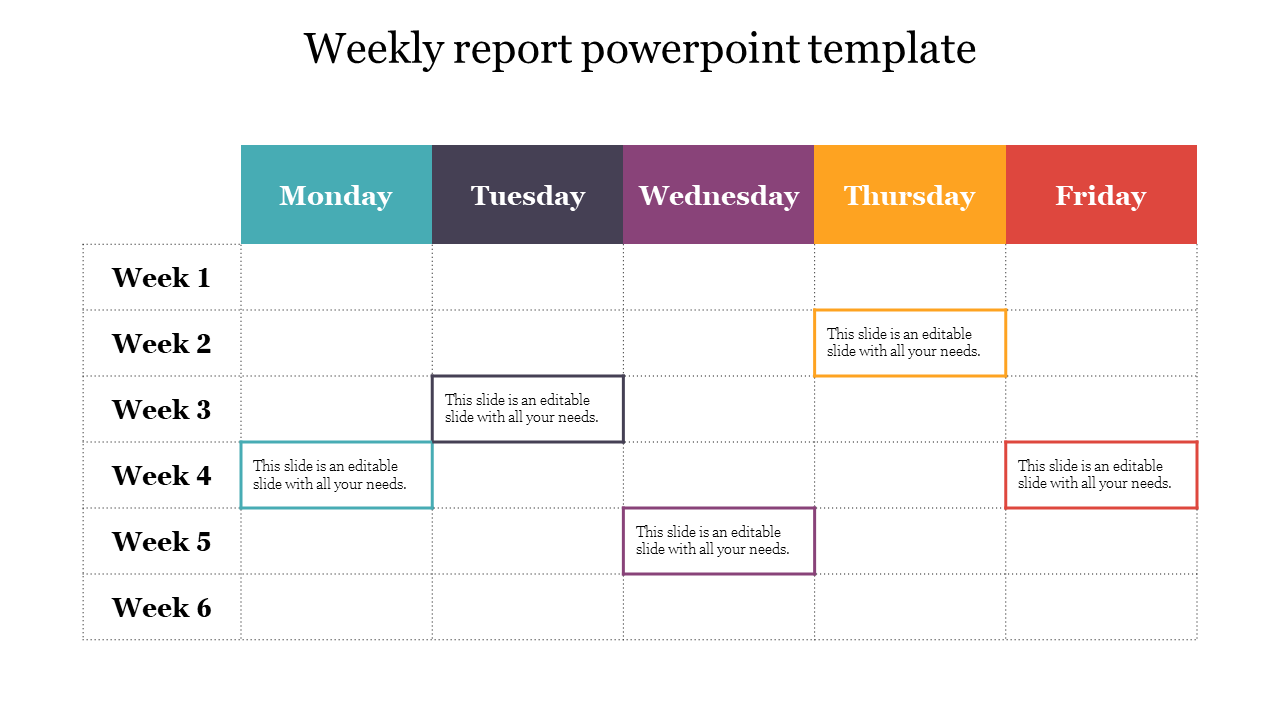 Weekly report powerpoint template
Monday Tuesday Wednesday Thursday Friday
Week 1
Week 2
This slide is an editable
slide with all your needs.
Week 3
This slide is an editable
slide with all your needs.
Week 4
This slide is an editable
slide with all your needs.
This slide is an editable
slide with all your needs.
Week 5
This slide is an editable
slide with all your needs.
Week 6